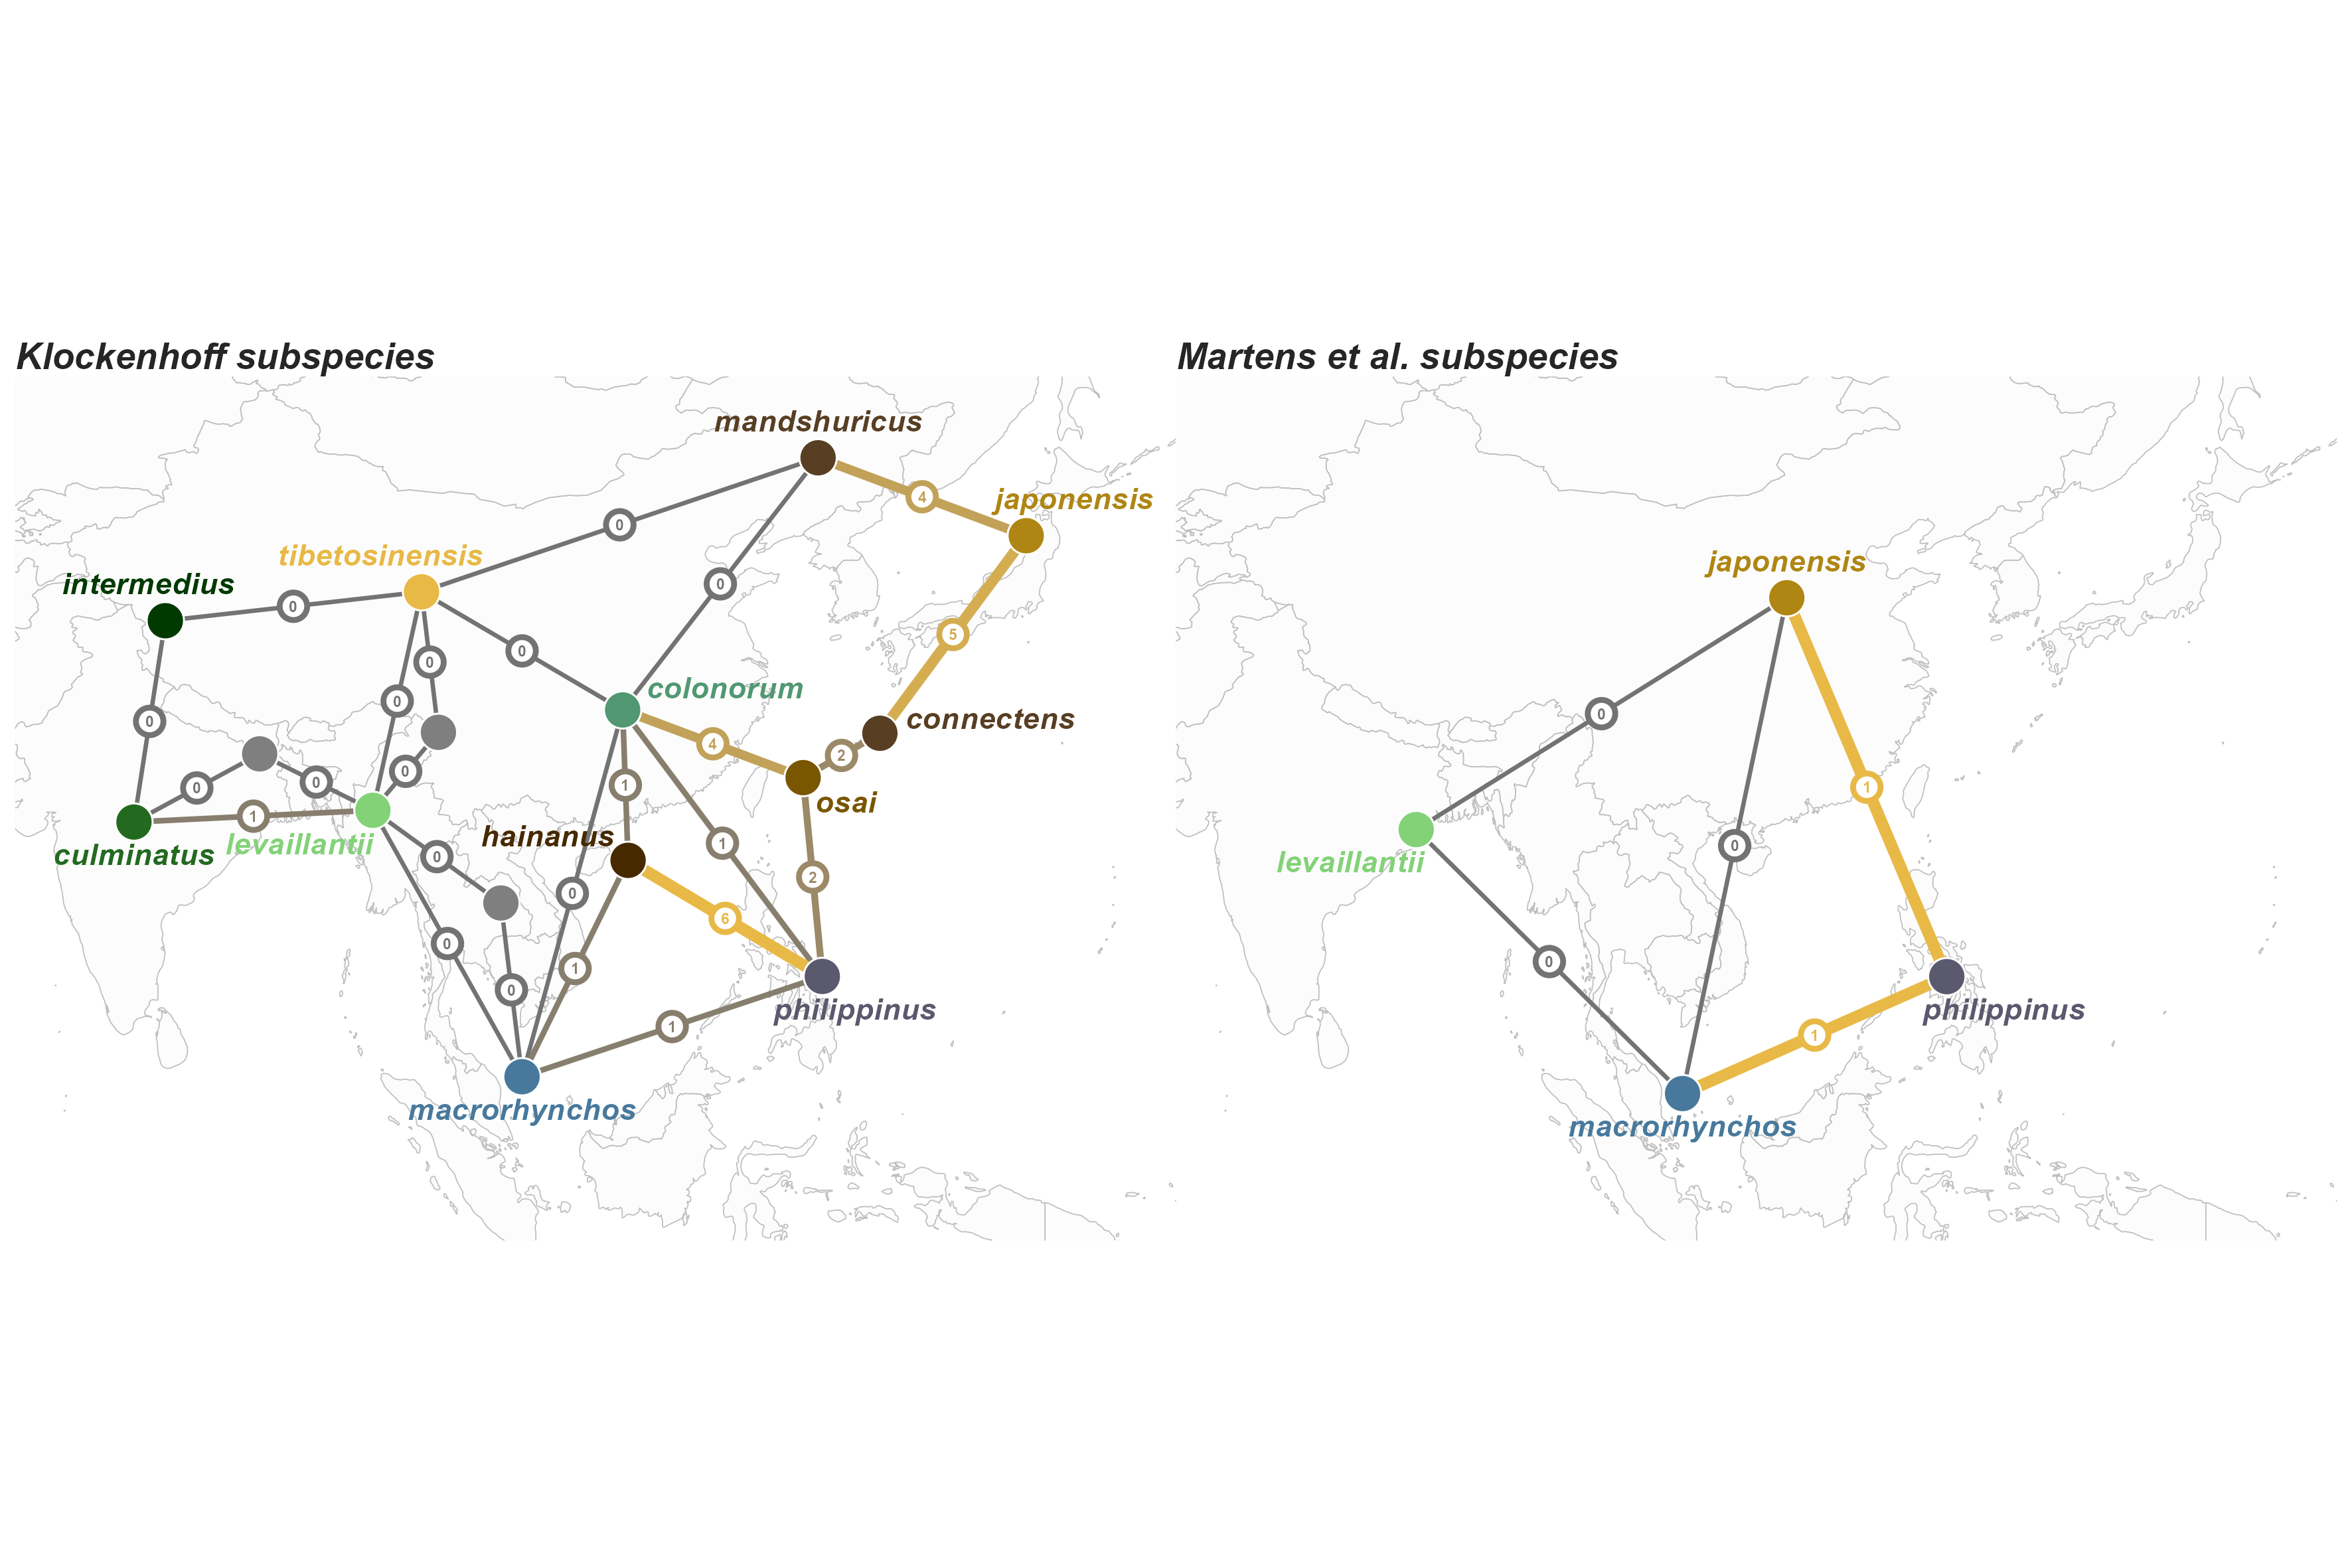 Klockenhoff subspecies
mandshuricus
4
japonensis
0
tibetosinensis
0
intermedius
0
0
5
0
0
colonorum
0
0
4
connectens
2
0
0
0
1
osai
1
hainanus
culminatus
levaillantii
1
0
2
0
6
0
1
0
philippinus
1
macrorhynchos
Martens et al. subspecies
japonensis
0
1
0
levaillantii
0
philippinus
1
macrorhynchos